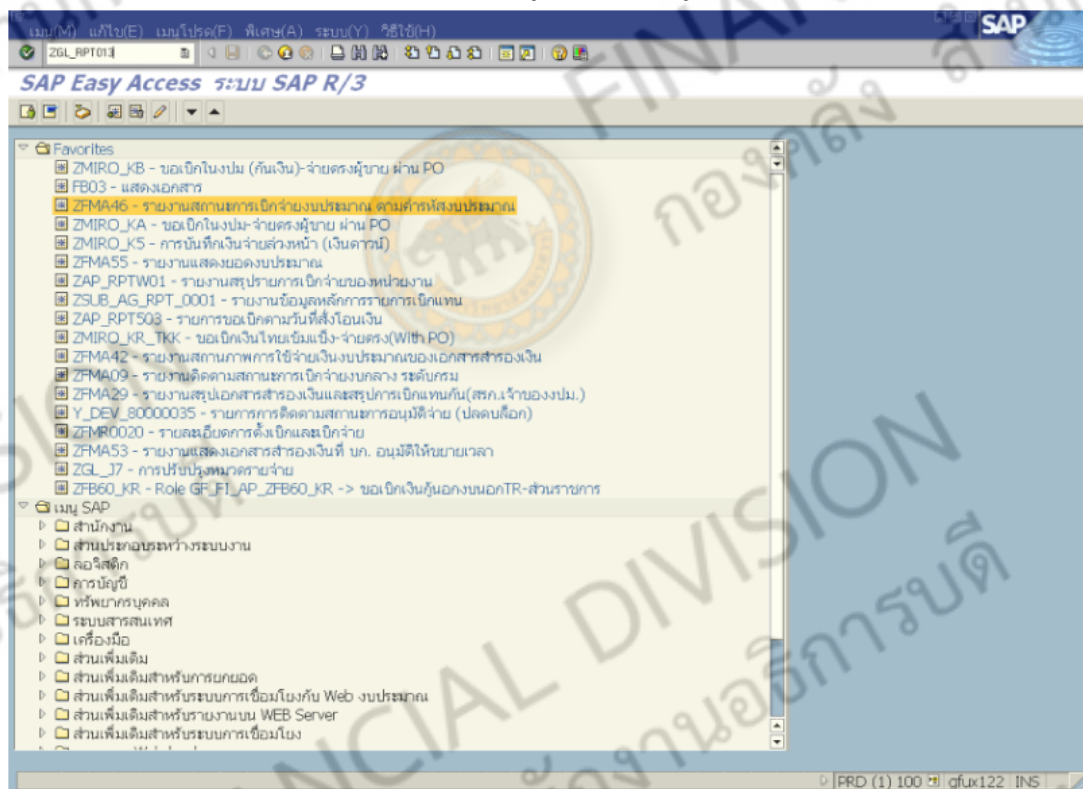 เมนู(M) แก้ไข(E) เมนูโปรด(F) พิเศษ(A) ระบบ(Y) วิธีใช้(H)
SAP
ZGL_RPT013
SAP Easy Access ระบบ SAP R/3
Favorites
ZMIRO_KB - ขอเบิกในงปม (กันเงิน)-จ่ายตรงผู้ขาย ผ่าน PO
FB03 - แสดงเอกสาร
ZFMA46 - รายงานสถานะการเบิกจ่ายงบประมาณ ตามค่ารหัสงบประมาณ
ZMIRO_KA - ขอเบิกในงปม-จ่ายตรงผู้ขาย ผ่าน PO
ZMIRO_K5 - การบันทึกเงินจ่ายล่วงหน้า (เงินดาวน์)
ZFMA55 - รายงานแสดงยอดงบประมาณ
ZAP_RPTW01 - รายงานสรุปรายการเบิกจ่ายของหน่วยงาน
ZSUB_AG_RPT_0001 - รายงานข้อมูลหลักการรายการเบิกแทน
ZAP_RPT503 - รายการขอเบิกตามวันที่สั่งโอนเงิน
ZMIRO_KR_TKK - ขอเบิกเงินไทยเข้มแข็ง-จ่ายตรง(With PO)
ZFMA42 - รายงานสถานภาพการใช้จ่ายเงินงบประมาณของเอกสารสำรองเงิน
ZFMA09 - รายงานติดตามสถานะการเบิกจ่ายงบกลาง ระดับกรม
ZFMA29 - รายงานสรุปเอกสารสำรองเงินและสรุปการเบิกแทนกัน(สรก.เจ้าของงปม.)
Y_DEV_80000035 - รายการการติดตามสถานะการอนุมัติจ่าย (ปลดบล็อก)
ZFMR0020 - รายละเอียดการตั้งเบิกและเบิกจ่าย
ZFMA53 - รายงานแสดงเอกสารสำรองเงินที่ บก. อนุมัติให้ขยายเวลา
ZGL_J7 - การปรับปรุงหมวดรายจ่าย
ZFB60_KR - Role GF_FI_AP_ZFB60_KR -> ขอเบิกเงินกู้นอกงบนอกTR-ส่วนราชการ
เมนู SAP
สำนักงาน
ส่วนประกอบระหว่างระบบงาน
ลอจิสติก
การบัญชี
ทรัพยากรบุคคล
ระบบสารสนเทศ
เครื่องมือ
ส่วนเพิ่มเติม
ส่วนเพิ่มเติมสำหรับการยกยอด
ส่วนเพิ่มเติมสำหรับระบบการเชื่อมโยงกับ Web งบประมาณ
ส่วนเพิ่มเติมสำหรับรายงานบน WEB Server
ส่วนเพิ่มเติมสำหรับระบบการเชื่อมโยง
PRD (1) 100 gfux122 INS
FINAN
กองคลัง
DIVISION
อธิการบดี